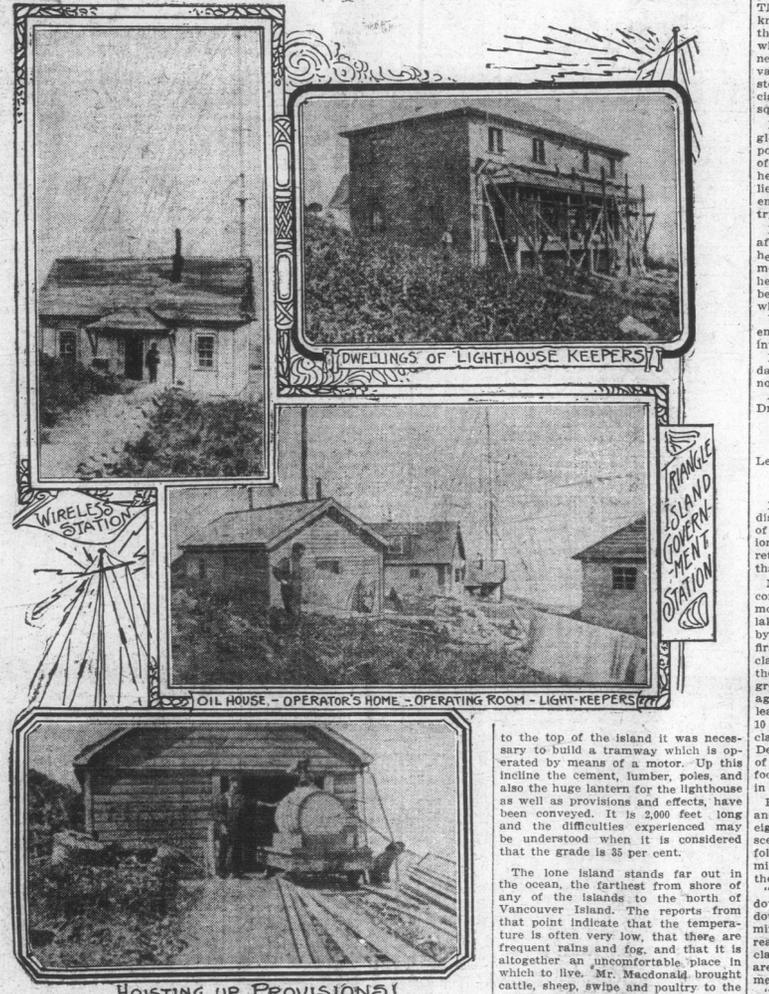 DWELLINGS OF LIGHTHOUSE KEEPERS
WIRELESS
STATION
TRIANGLE
ISLAND
GOVERN-
-MENT
STATION
OIL HOUSE, - OPERATOR'S HOME - OPERATING ROOM - LIGHT-KEEPERS
HOISTING UP PROVISIONS!
to the top of the island it was neces-
sary to build a tramway which is op-
erated by means of a motor. Up this
incline the cement, lumber, poles, and
also the huge lantern for the lighthouse
as well as provisions and effects, have
been conveyed. It is 2,000 feet long
and the difficulties experienced may
be understood when it is considered
that the grade is 35 per cent.
The lone island stands far out in
the ocean, the farthest from shore of
any of the islands to the north of
Vancouver Island. The reports from
that point indicate that the tempera-
ture is often very low, that there are
frequent rains and fog, and that it is
altogether an uncomfortable place in
which to live. Mr. Macdonald brought
cattle, sheep, swine and poultry to the